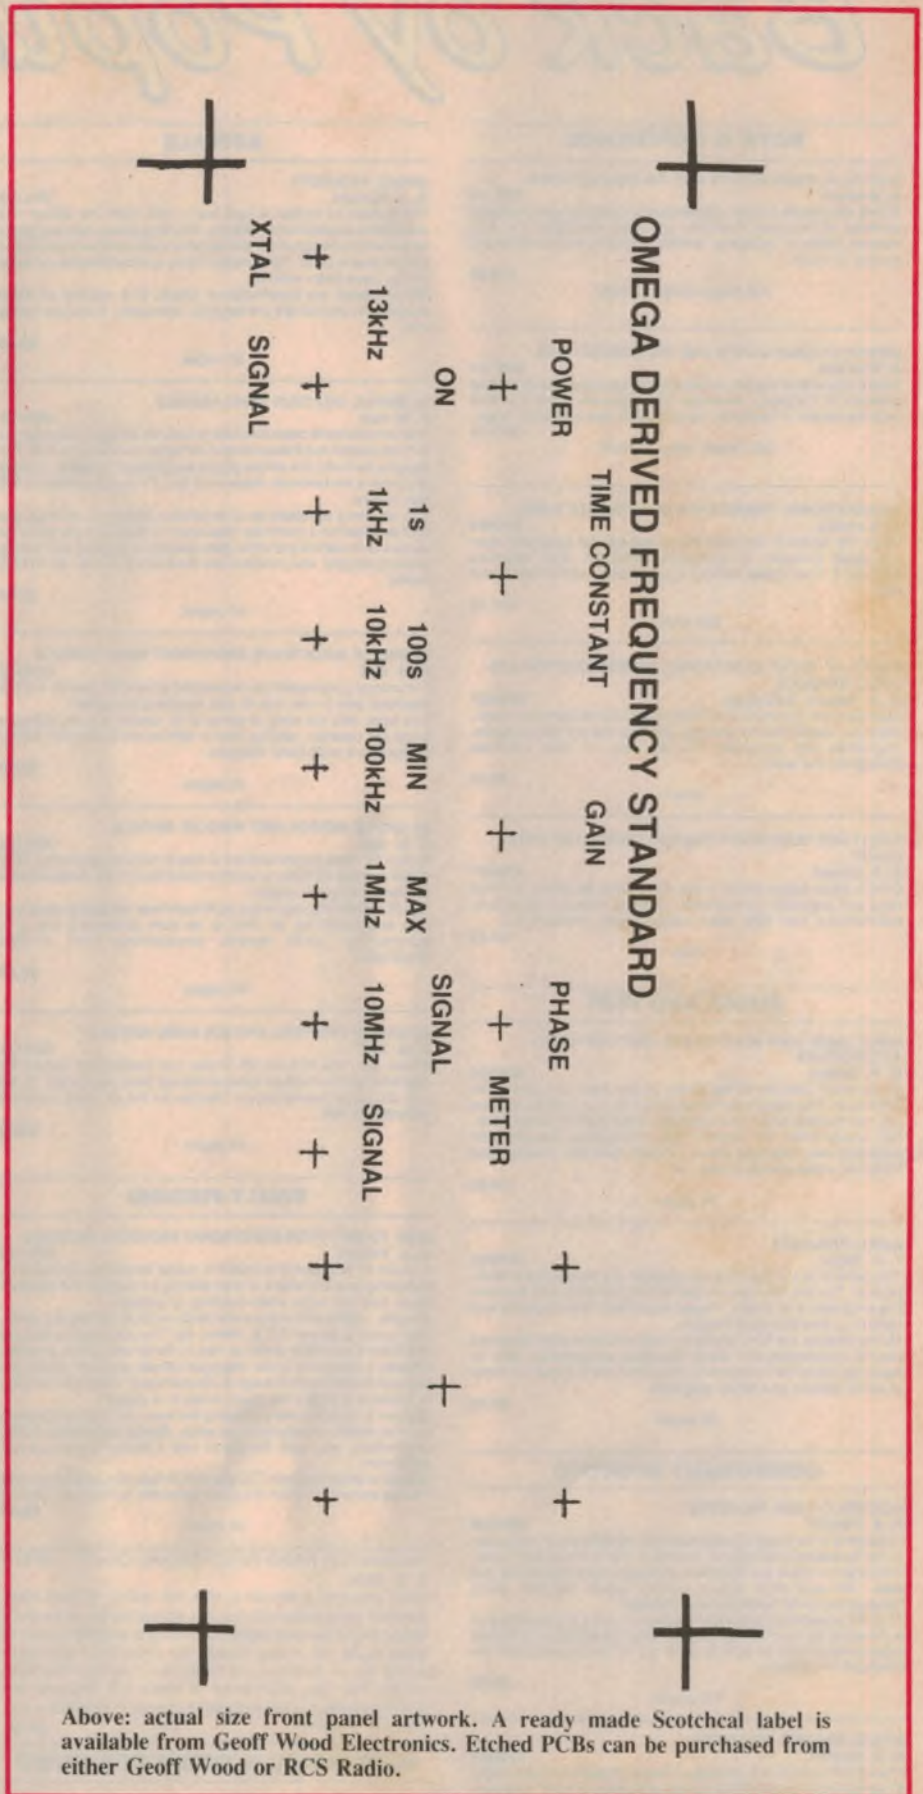 OMEGA DERIVED FREQUENCY STANDARD
TIME CONSTANT GAIN
POWER PHASE
METER
ON SIGNAL
1s 100s MIN MAX
13kHz 1kHz 10kHz 100kHz 1MHz 10MHz SIGNAL
XTAL SIGNAL
Above: actual size front panel artwork. A ready made Scotchcal label is
available from Geoff Wood Electronics. Etched PCBs can be purchased from
either Geoff Wood or RCS Radio.